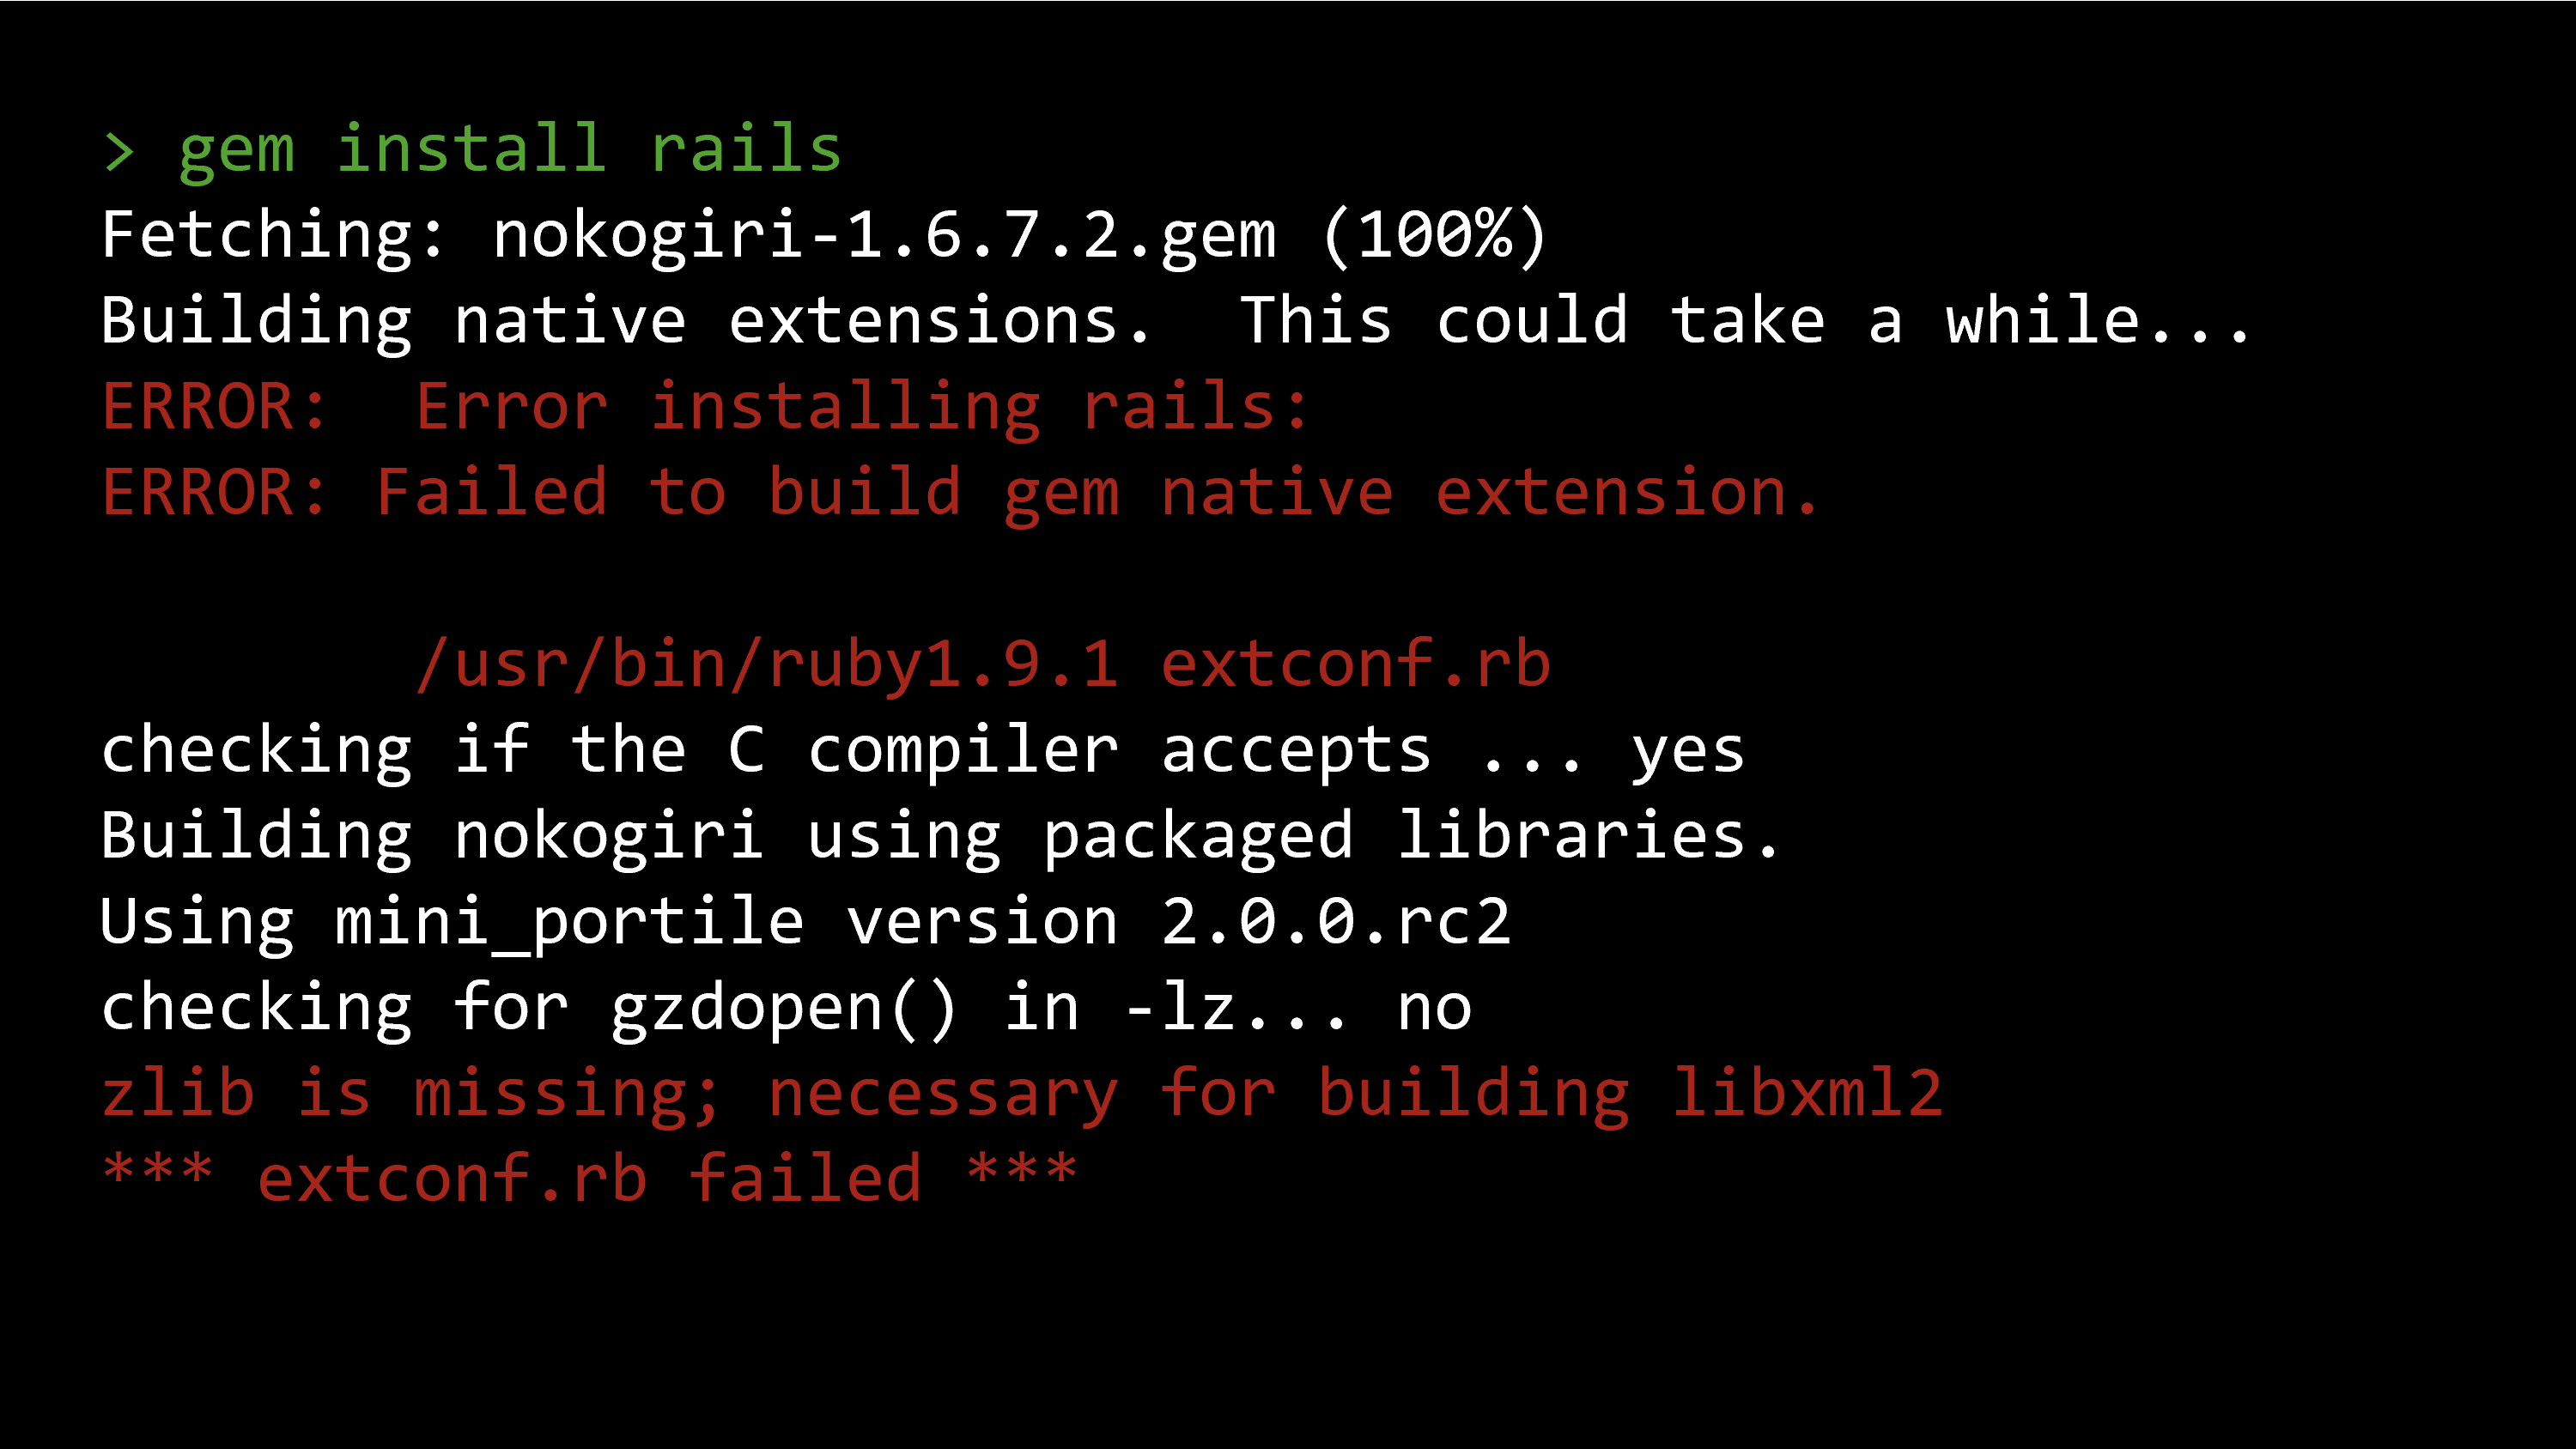 > gem install rails
Fetching: nokogiri-1.6.7.2.gem (100%)
Building native extensions.  This could take a while...
ERROR:  Error installing rails:
ERROR: Failed to build gem native extension.

        /usr/bin/ruby1.9.1 extconf.rb
checking if the C compiler accepts ... yes
Building nokogiri using packaged libraries.
Using mini_portile version 2.0.0.rc2
checking for gzdopen() in -lz... no
zlib is missing; necessary for building libxml2
*** extconf.rb failed ***